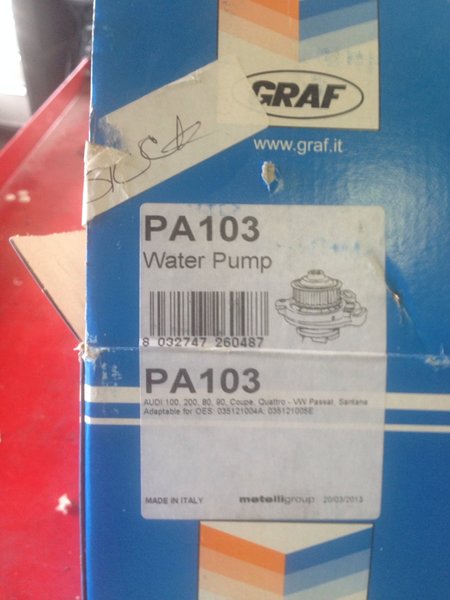 GRAF
www.graf.it
PA103
Water Pump
8 032747 260487
PA103
AUDI 100, 200, 80, 90, Coupe, Quattro - VW Passat, Santana
Adaptable for OES: 035121004A, 035121005E
MADE IN ITALY metelligroup 20/03/2013